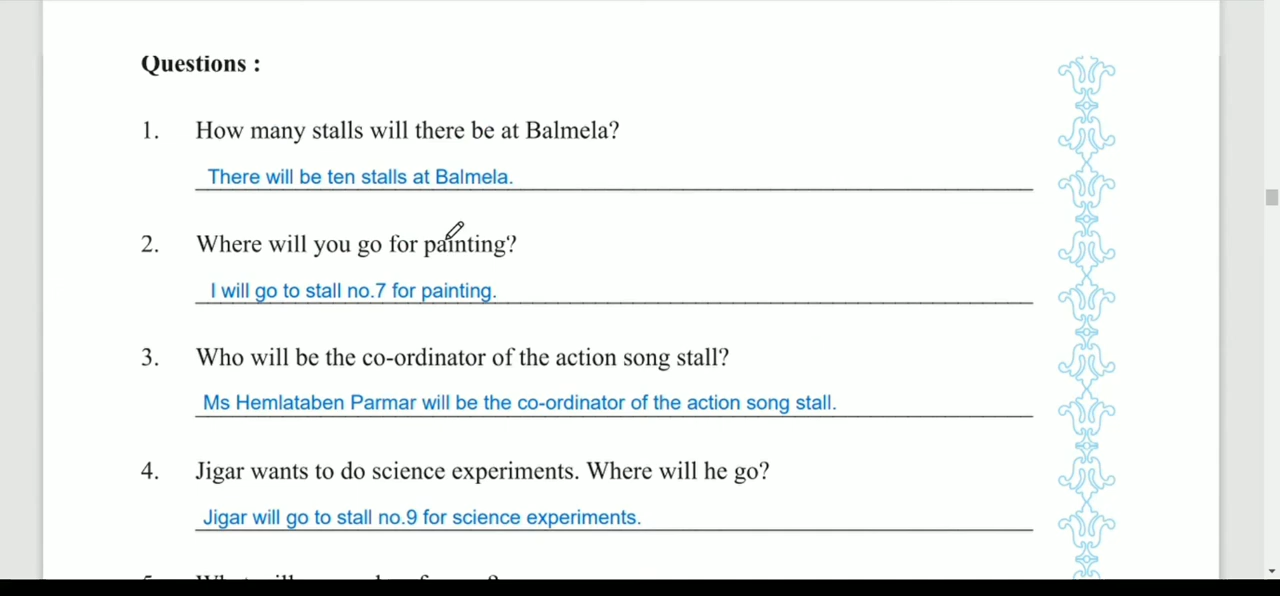 Questions :
1. How many stalls will there be at Balmela?
There will be ten stalls at Balmela.
2. Where will you go for painting?
I will go to stall no.7 for painting.
3. Who will be the co-ordinator of the action song stall?
Ms Hemlataben Parmar will be the co-ordinator of the action song stall.
4. Jigar wants to do science experiments. Where will he go?
Jigar will go to stall no.9 for science experiments.